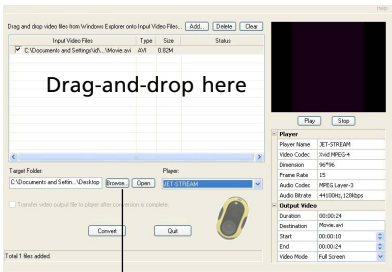 Help
Drag and drop video files from Windows Explorer onto Input Video Files... Add... Delete Clear
Input Video Files Type Size Status
C:\Documents and Settings\id\...\Movie.avi AVI 0.82M
Drag-and-drop here
Play Stop
Player
Player Name JET-STREAM
Video Codec Xvid MPEG-4
Dimension 96*96
Frame Rate 15
Audio Codec MPEG Layer-3
Audio Bitrate 44100Hz,128kbps
Output Video
Duration 00:00:24
Destination Movie.avi
Start 00:00:10
End 00:00:24
Video Mode Full Screen
Target Folder: Player:
C:\Documents and Settin...\Desktop Browse... Open JET-STREAM
Transfer video output file to player after conversion is complete.
Convert Quit
Total 1 files added.